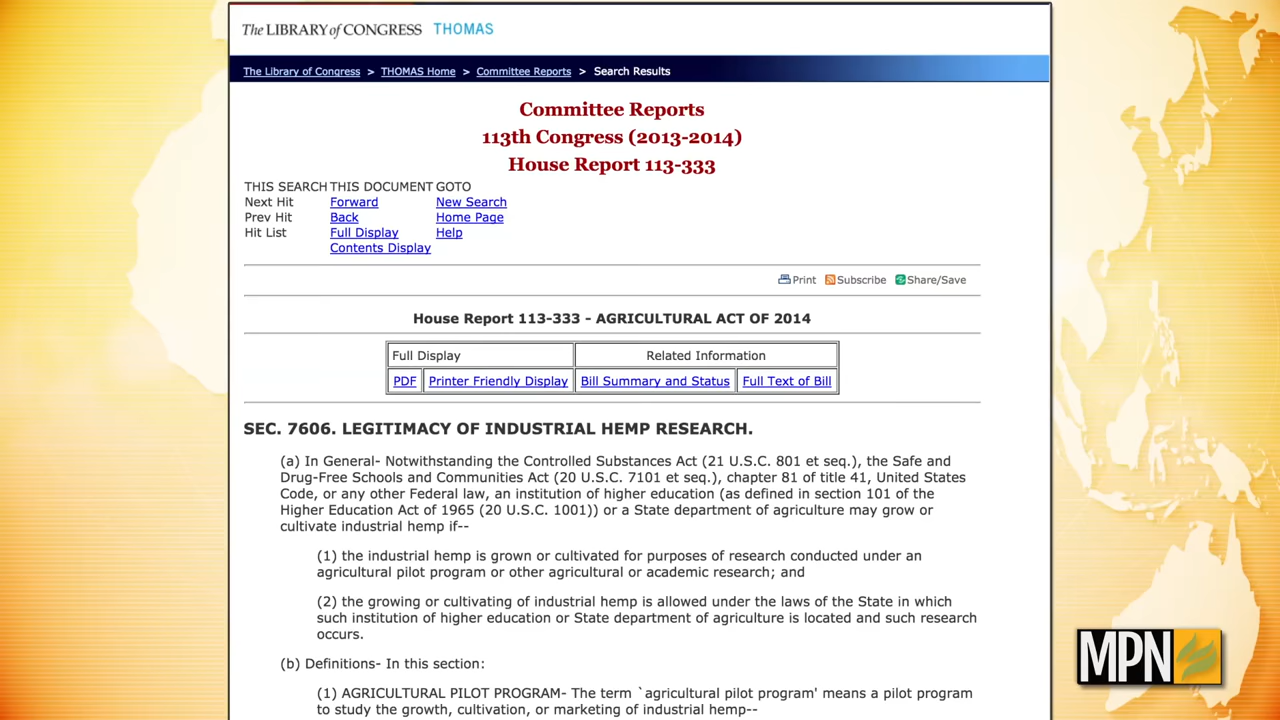 The LIBRARY of CONGRESS THOMAS
The Library of Congress > THOMAS Home > Committee Reports > Search Results
Committee Reports
113th Congress (2013-2014)
House Report 113-333
THIS SEARCH THIS DOCUMENT GOTO
Next Hit Forward New Search
Prev Hit Back Home Page
Hit List Full Display Help
Contents Display
Print Subscribe Share/Save
House Report 113-333 - AGRICULTURAL ACT OF 2014
Full Display Related Information
PDF Printer Friendly Display Bill Summary and Status Full Text of Bill
SEC. 7606. LEGITIMACY OF INDUSTRIAL HEMP RESEARCH.
(a) In General- Notwithstanding the Controlled Substances Act (21 U.S.C. 801 et seq.), the Safe and
Drug-Free Schools and Communities Act (20 U.S.C. 7101 et seq.), chapter 81 of title 41, United States
Code, or any other Federal law, an institution of higher education (as defined in section 101 of the
Higher Education Act of 1965 (20 U.S.C. 1001)) or a State department of agriculture may grow or
cultivate industrial hemp if--
(1) the industrial hemp is grown or cultivated for purposes of research conducted under an
agricultural pilot program or other agricultural or academic research; and
(2) the growing or cultivating of industrial hemp is allowed under the laws of the State in which
such institution of higher education or State department of agriculture is located and such research
occurs.
(b) Definitions- In this section:
(1) AGRICULTURAL PILOT PROGRAM- The term `agricultural pilot program' means a pilot program
to study the growth, cultivation, or marketing of industrial hemp--
MPN